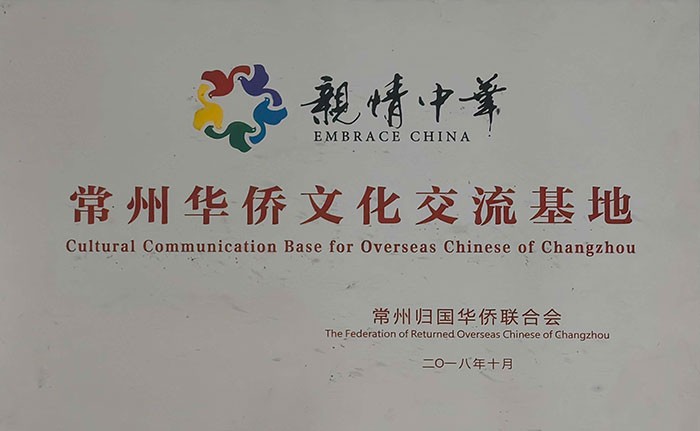 親情中華
EMBRACE CHINA
常州华侨文化交流基地
Cultural Communication Base for Overseas Chinese of Changzhou
常州归国华侨联合会
The Federation of Returned Overseas Chinese of Changzhou
二〇一八年十月